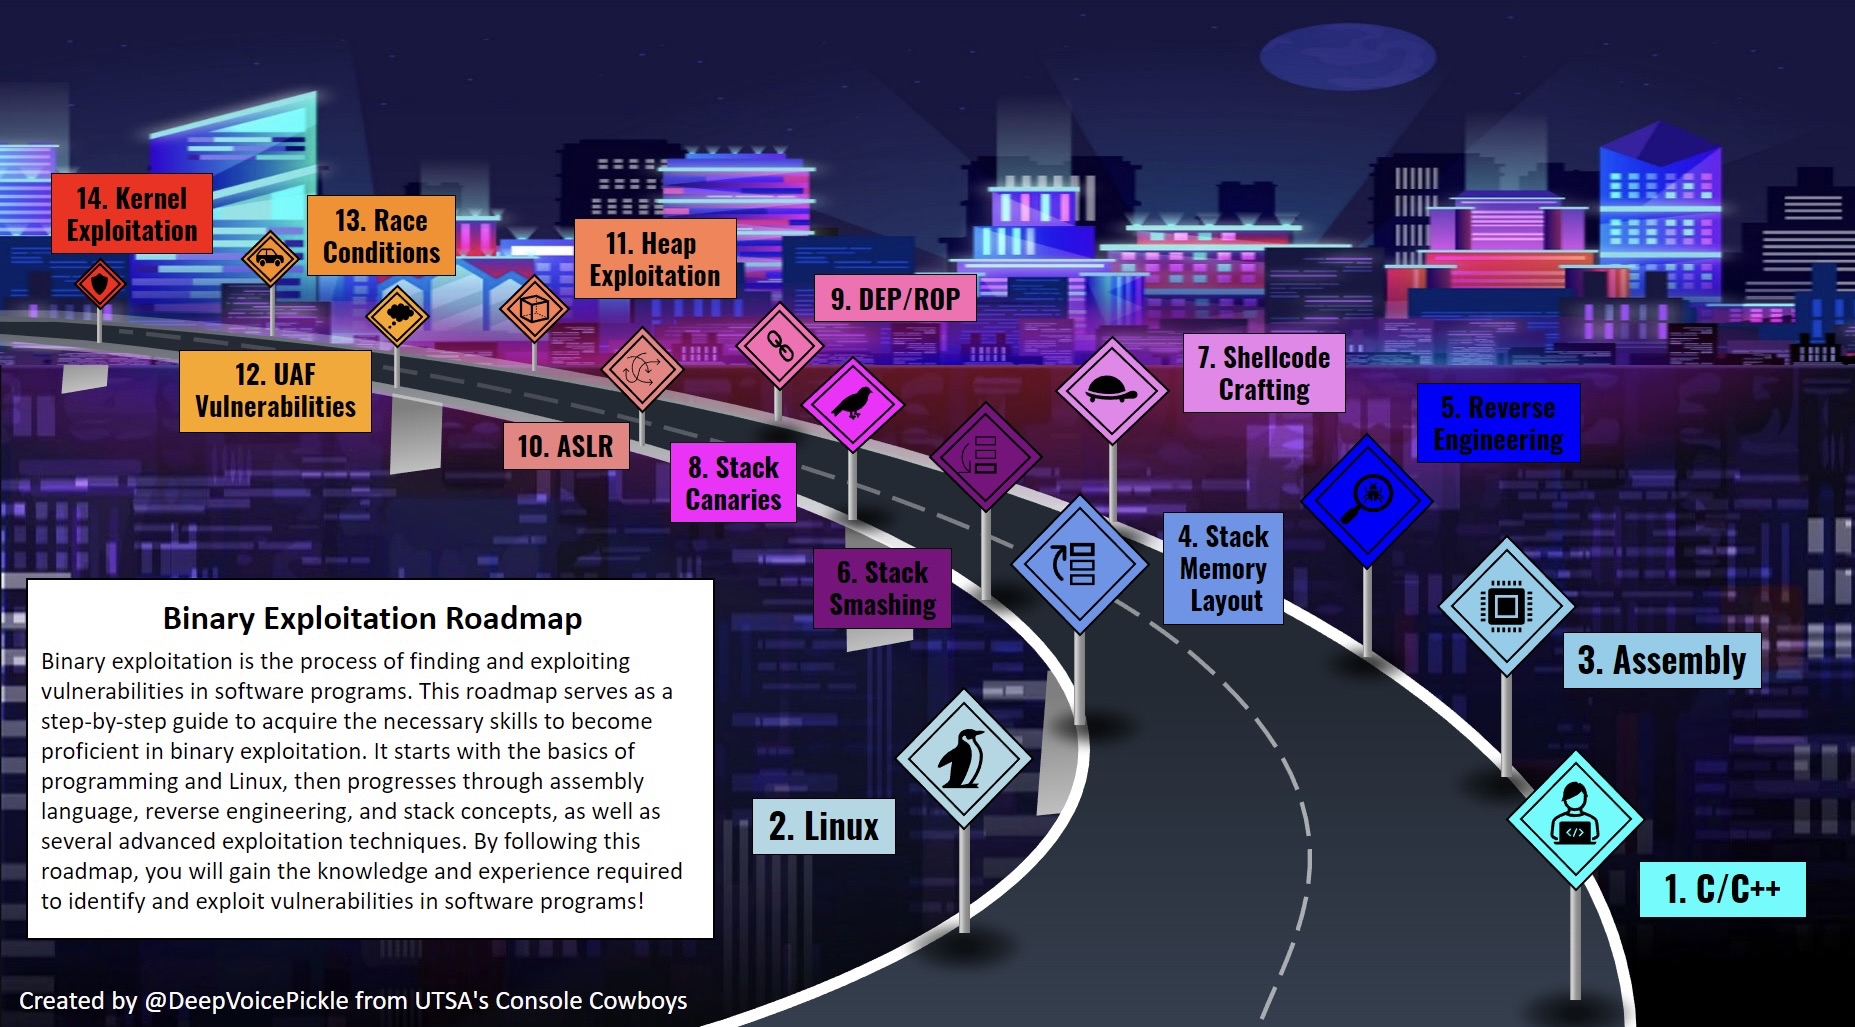 14. Kernel
Exploitation
13. Race
Conditions
11. Heap
Exploitation
9. DEP/ROP
12. UAF
Vulnerabilities
7. Shellcode
Crafting
10. ASLR
8. Stack
Canaries
5. Reverse
Engineering
6. Stack
Smashing
4. Stack
Memory
Layout
3. Assembly
2. Linux
</>
1. C/C++
Binary Exploitation Roadmap
Binary exploitation is the process of finding and exploiting
vulnerabilities in software programs. This roadmap serves as a
step-by-step guide to acquire the necessary skills to become
proficient in binary exploitation. It starts with the basics of
programming and Linux, then progresses through assembly
language, reverse engineering, and stack concepts, as well as
several advanced exploitation techniques. By following this
roadmap, you will gain the knowledge and experience required
to identify and exploit vulnerabilities in software programs!
Created by @DeepVoicePickle from UTSA's Console Cowboys